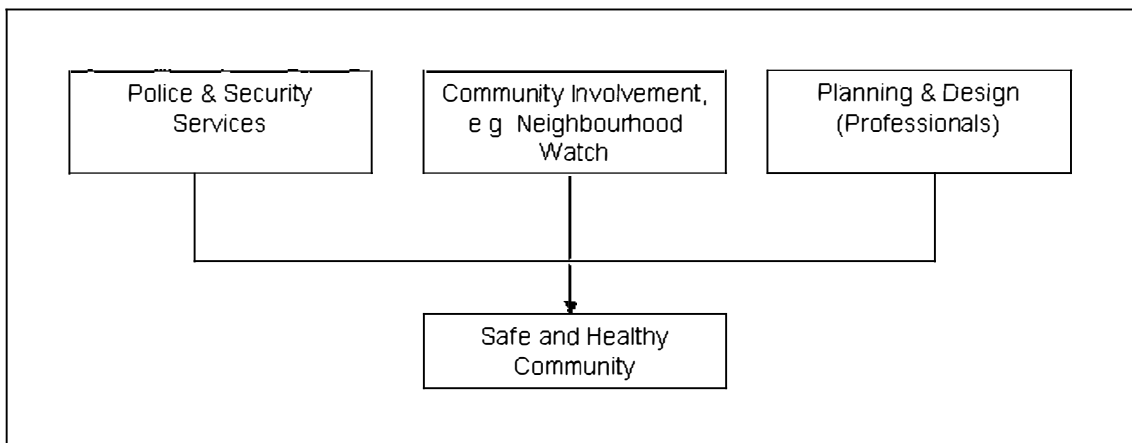 Police & Security
Services
Community Involvement,
e g Neighbourhood
Watch
Planning & Design
(Professionals)
Safe and Healthy
Community